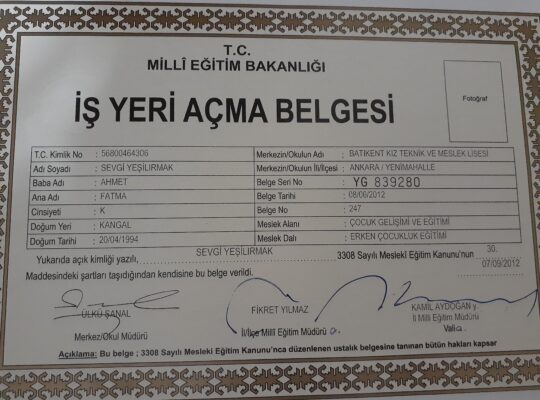 T.C.
MİLLÎ EĞİTİM BAKANLIĞI
İŞ YERİ AÇMA BELGESİ
Fotoğraf
T.C. Kimlik No : 56800464306 Merkezin/Okulun Adı : BATIKENT KIZ TEKNİK VE MESLEK LİSESİ
Adı Soyadı : SEVGİ YEŞİLIRMAK Merkezin/Okulun İli/İlçesi : ANKARA / YENİMAHALLE
Baba Adı : AHMET Belge Seri No : YG 839280
Ana Adı : FATMA Belge Tarihi : 08/06/2012
Cinsiyeti : K Belge No : 247
Doğum Yeri : KANGAL Meslek Alanı : ÇOCUK GELİŞİMİ VE EĞİTİMİ
Doğum Tarihi : 20/04/1994 Meslek Dalı : ERKEN ÇOCUKLUK EĞİTİMİ
Yukarıda açık kimliği yazılı, SEVGİ YEŞİLIRMAK 3308 Sayılı Meslekî Eğitim Kanunu'nun 30.
Maddesindeki şartları taşıdığından kendisine bu belge verildi. 07/09/2012
ÜLKÜ ŞANAL FİKRET YILMAZ KAMİL AYDOĞAN
Merkez/Okul Müdürü İl/İlçe Millî Eğitim Müdürü a. İl Milli Eğitim Müdürü
Vali a.
Açıklama: Bu belge ; 3308 Sayılı Mesleki Eğitim Kanunu'nca düzenlenen ustalık belgesine tanınan bütün hakları kapsar